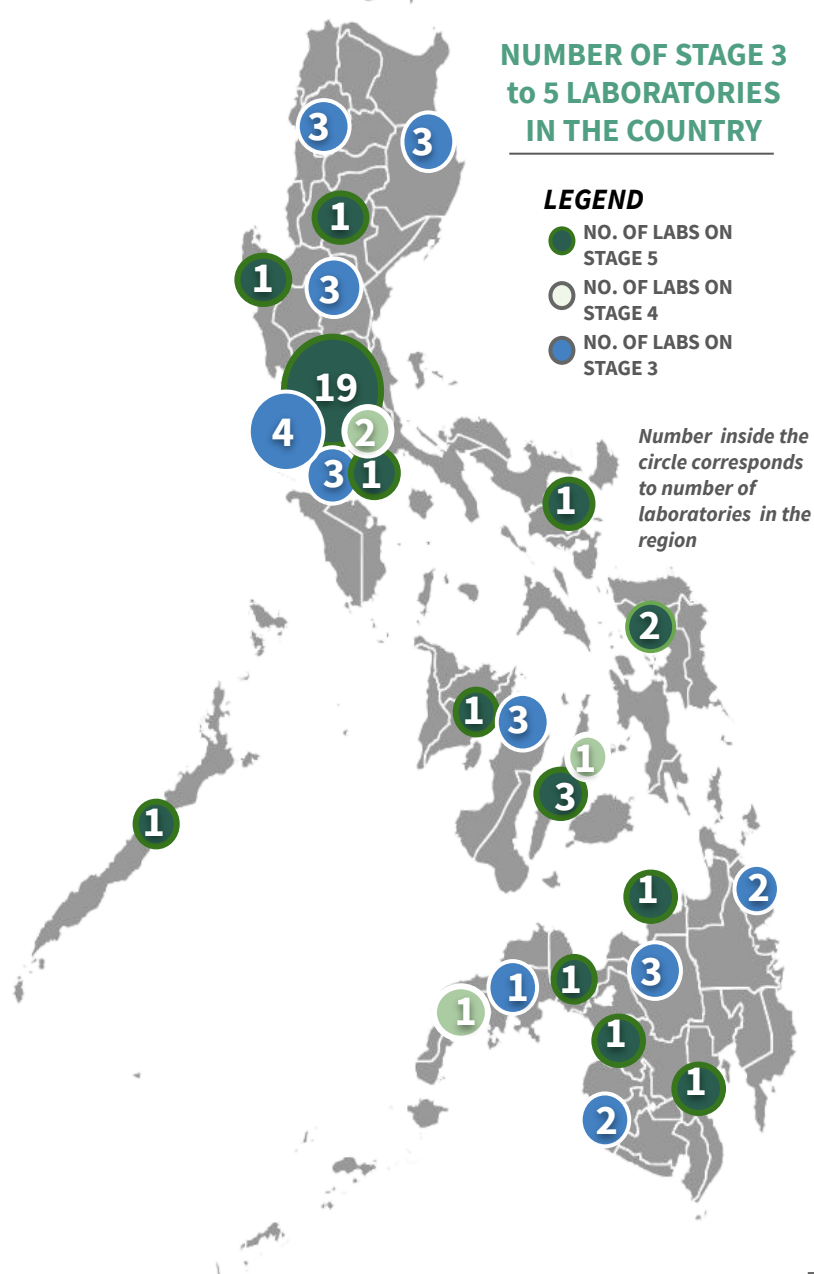 NUMBER OF STAGE 3
to 5 LABORATORIES
IN THE COUNTRY
LEGEND
NO. OF LABS ON
STAGE 5
NO. OF LABS ON
STAGE 4
NO. OF LABS ON
STAGE 3
Number inside the
circle corresponds
to number of
laboratories in the
region
3
3
1
1
3
19
4
2
3
1
1
2
1
3
1
3
1
1
2
3
1
1
1
1
1
2